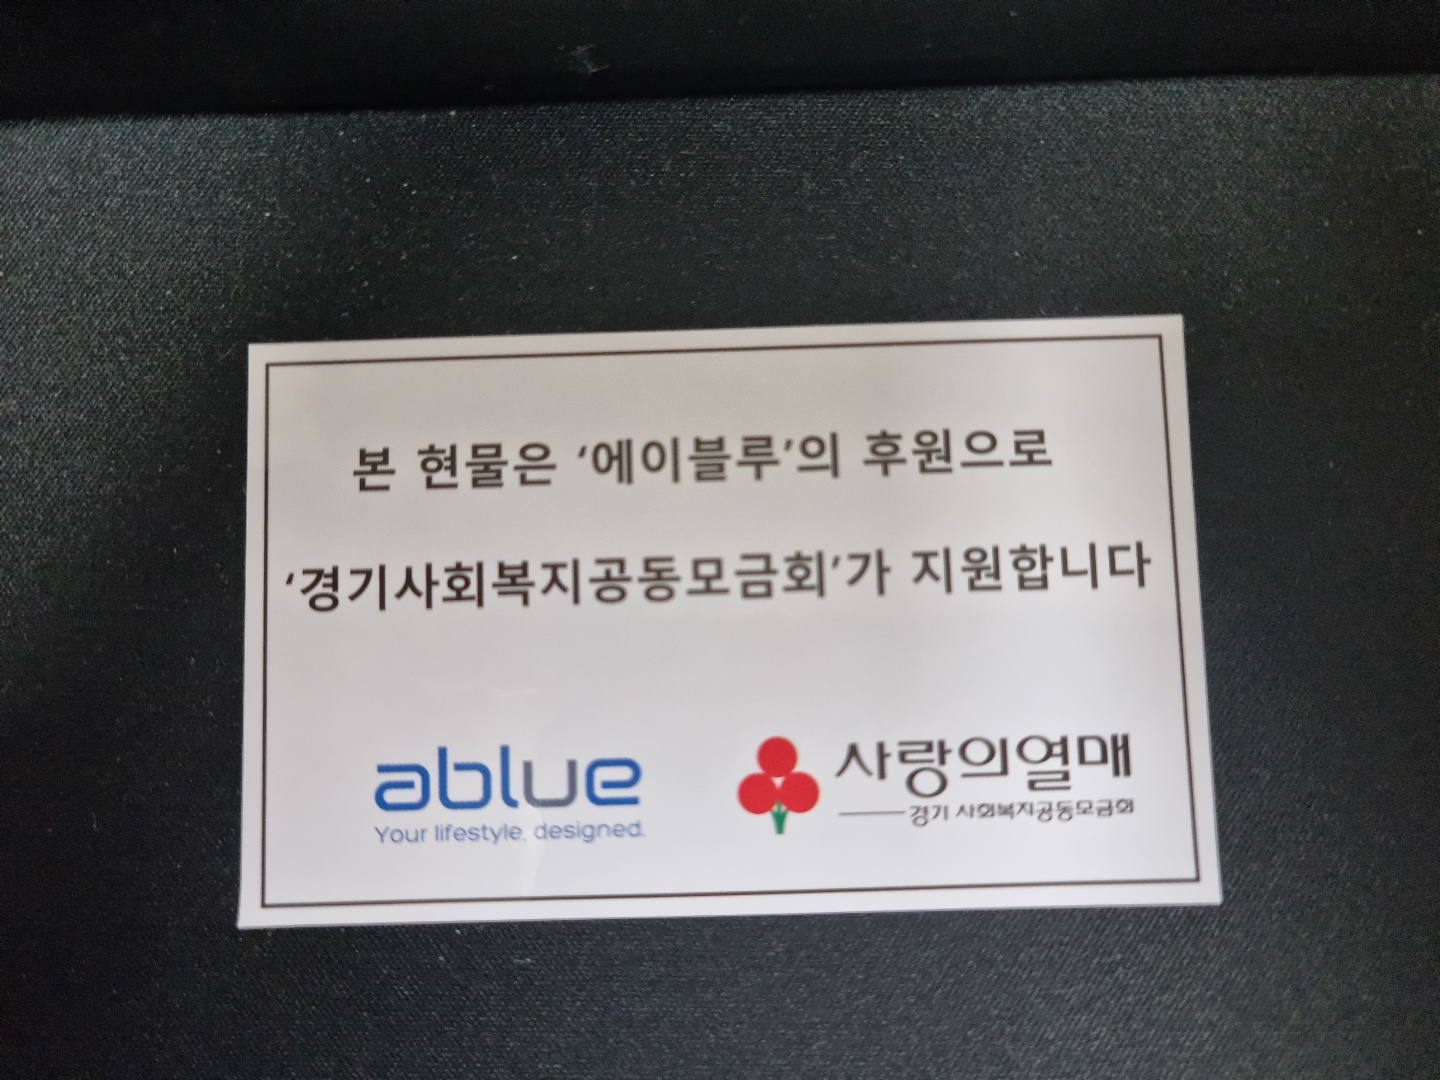 본 현물은 ‘에이블루’의 후원으로
‘경기사회복지공동모금회’가 지원합니다
ablue
Your lifestyle, designed.
사랑의열매
경기 사회복지공동모금회